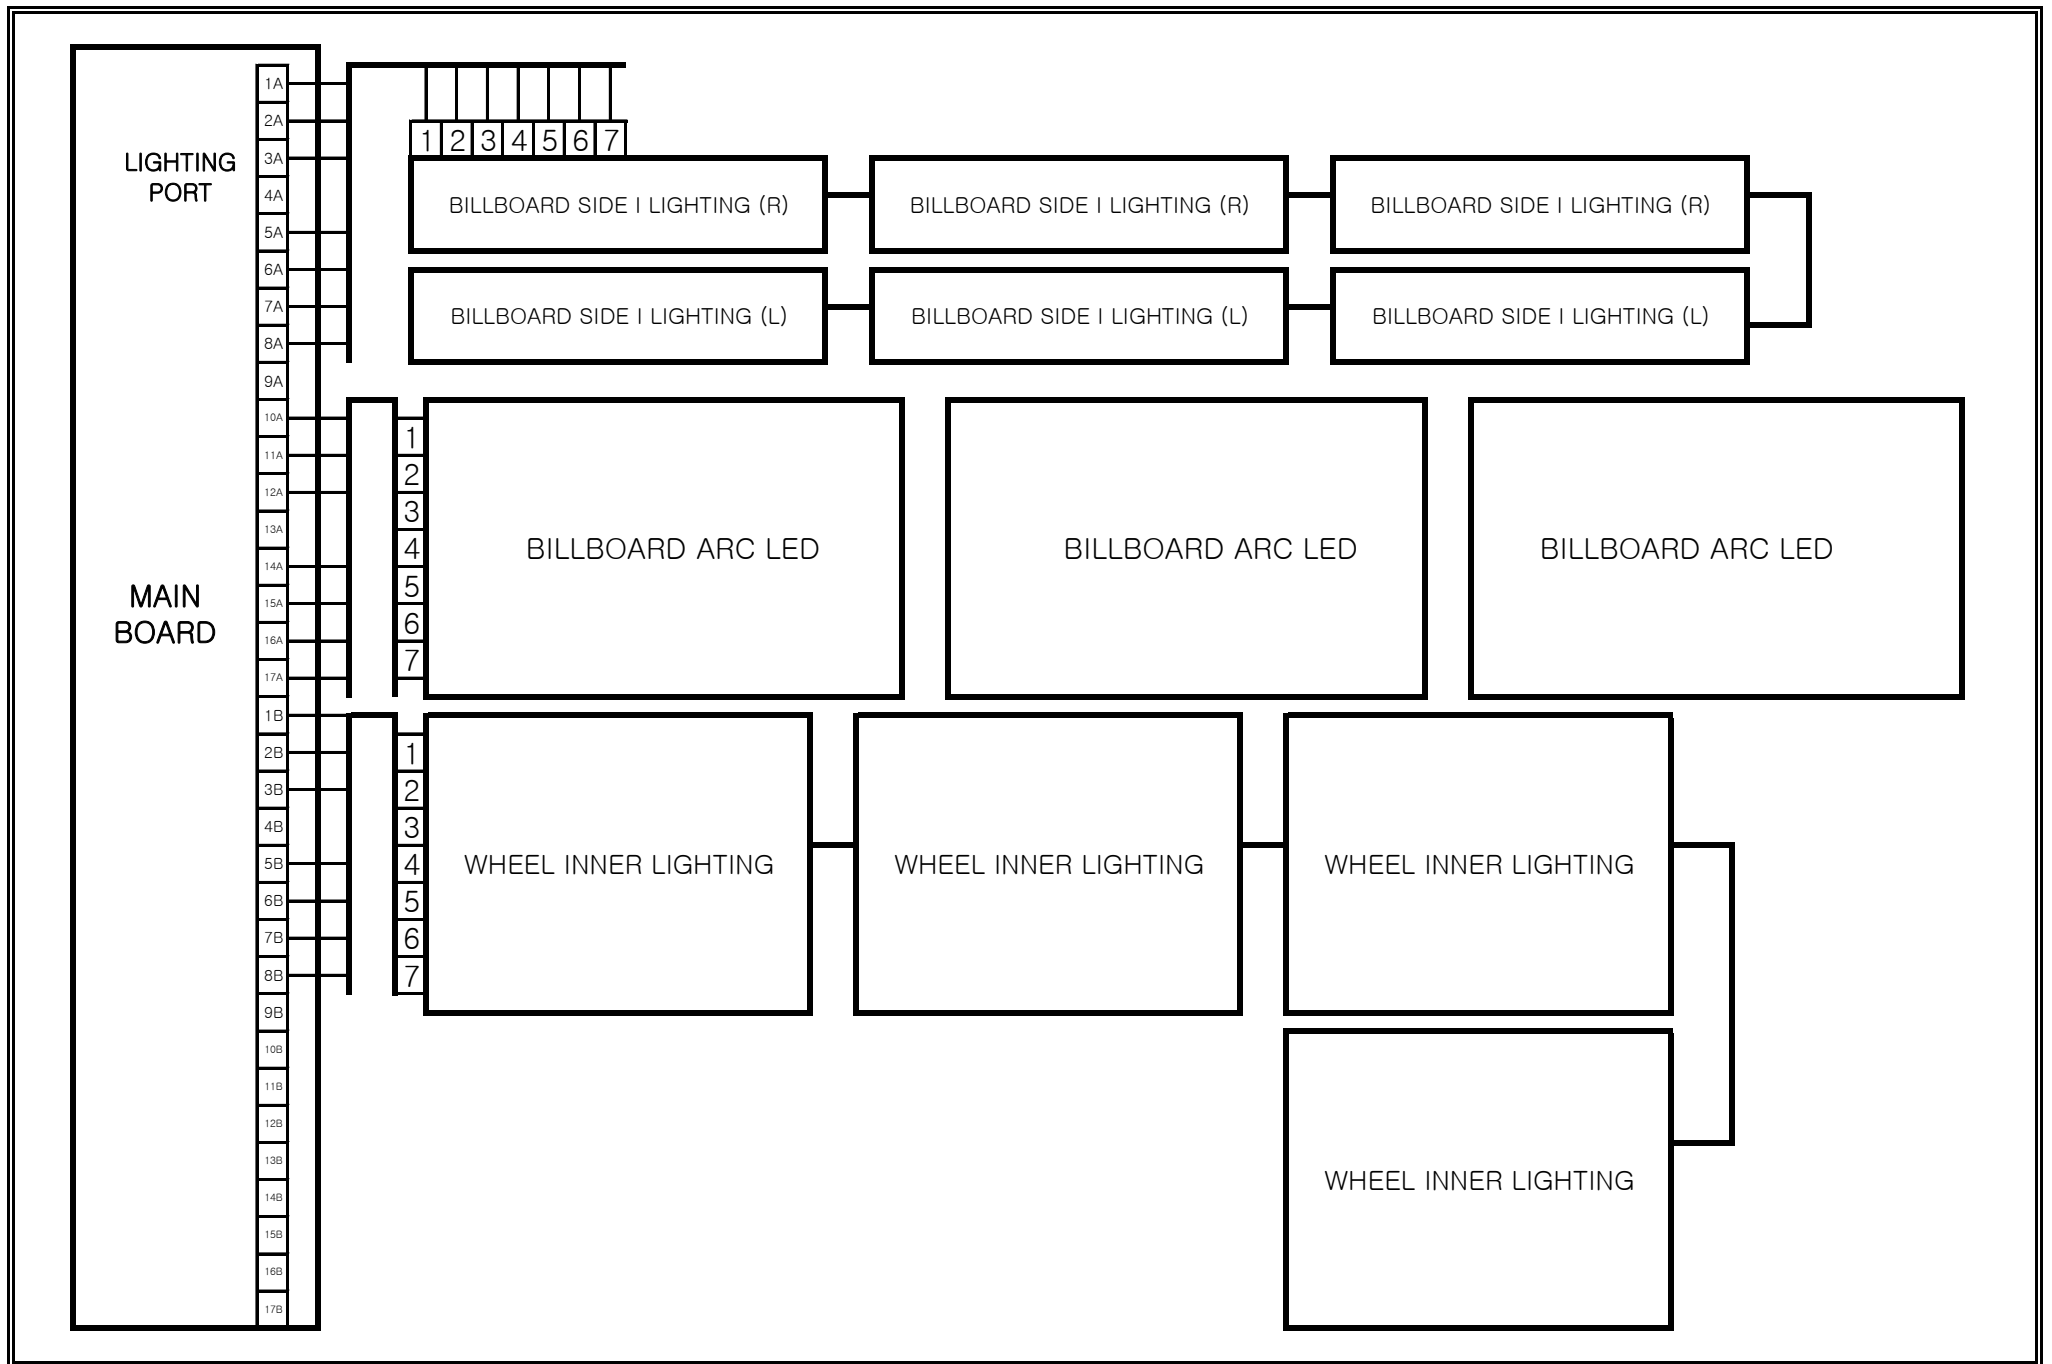 LIGHTING
PORT
MAIN
BOARD
1A
2A
3A
4A
5A
6A
7A
8A
9A
10A
11A
12A
13A
14A
15A
16A
17A
1B
2B
3B
4B
5B
6B
7B
8B
9B
10B
11B
12B
13B
14B
15B
16B
17B
1 2 3 4 5 6 7
BILLBOARD SIDE I LIGHTING (R)
BILLBOARD SIDE I LIGHTING (R)
BILLBOARD SIDE I LIGHTING (R)
BILLBOARD SIDE I LIGHTING (L)
BILLBOARD SIDE I LIGHTING (L)
BILLBOARD SIDE I LIGHTING (L)
1
2
3
4
5
6
7
BILLBOARD ARC LED
BILLBOARD ARC LED
BILLBOARD ARC LED
1
2
3
4
5
6
7
WHEEL INNER LIGHTING
WHEEL INNER LIGHTING
WHEEL INNER LIGHTING
WHEEL INNER LIGHTING